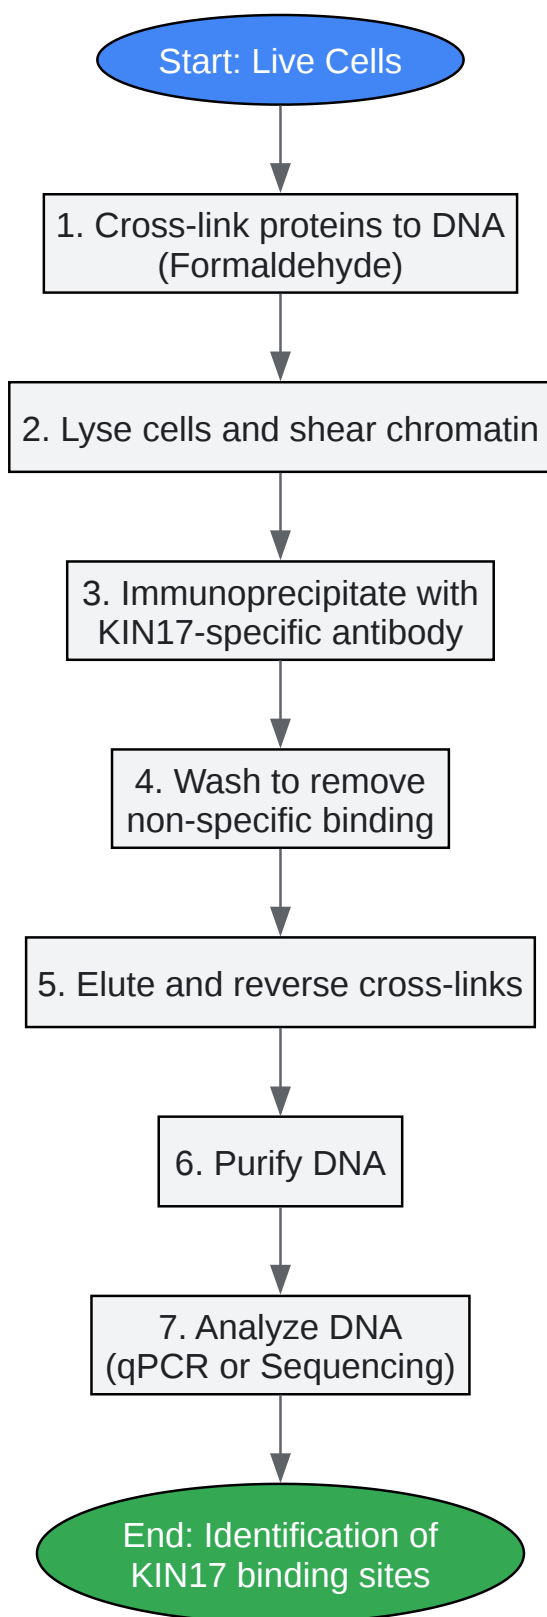 Start: Live Cells
1. Cross-link proteins to DNA
(Formaldehyde)
2. Lyse cells and shear chromatin
3. Immunoprecipitate with
KIN17-specific antibody
4. Wash to remove
non-specific binding
5. Elute and reverse cross-links
6. Purify DNA
7. Analyze DNA
(qPCR or Sequencing)
End: Identification of
KIN17 binding sites